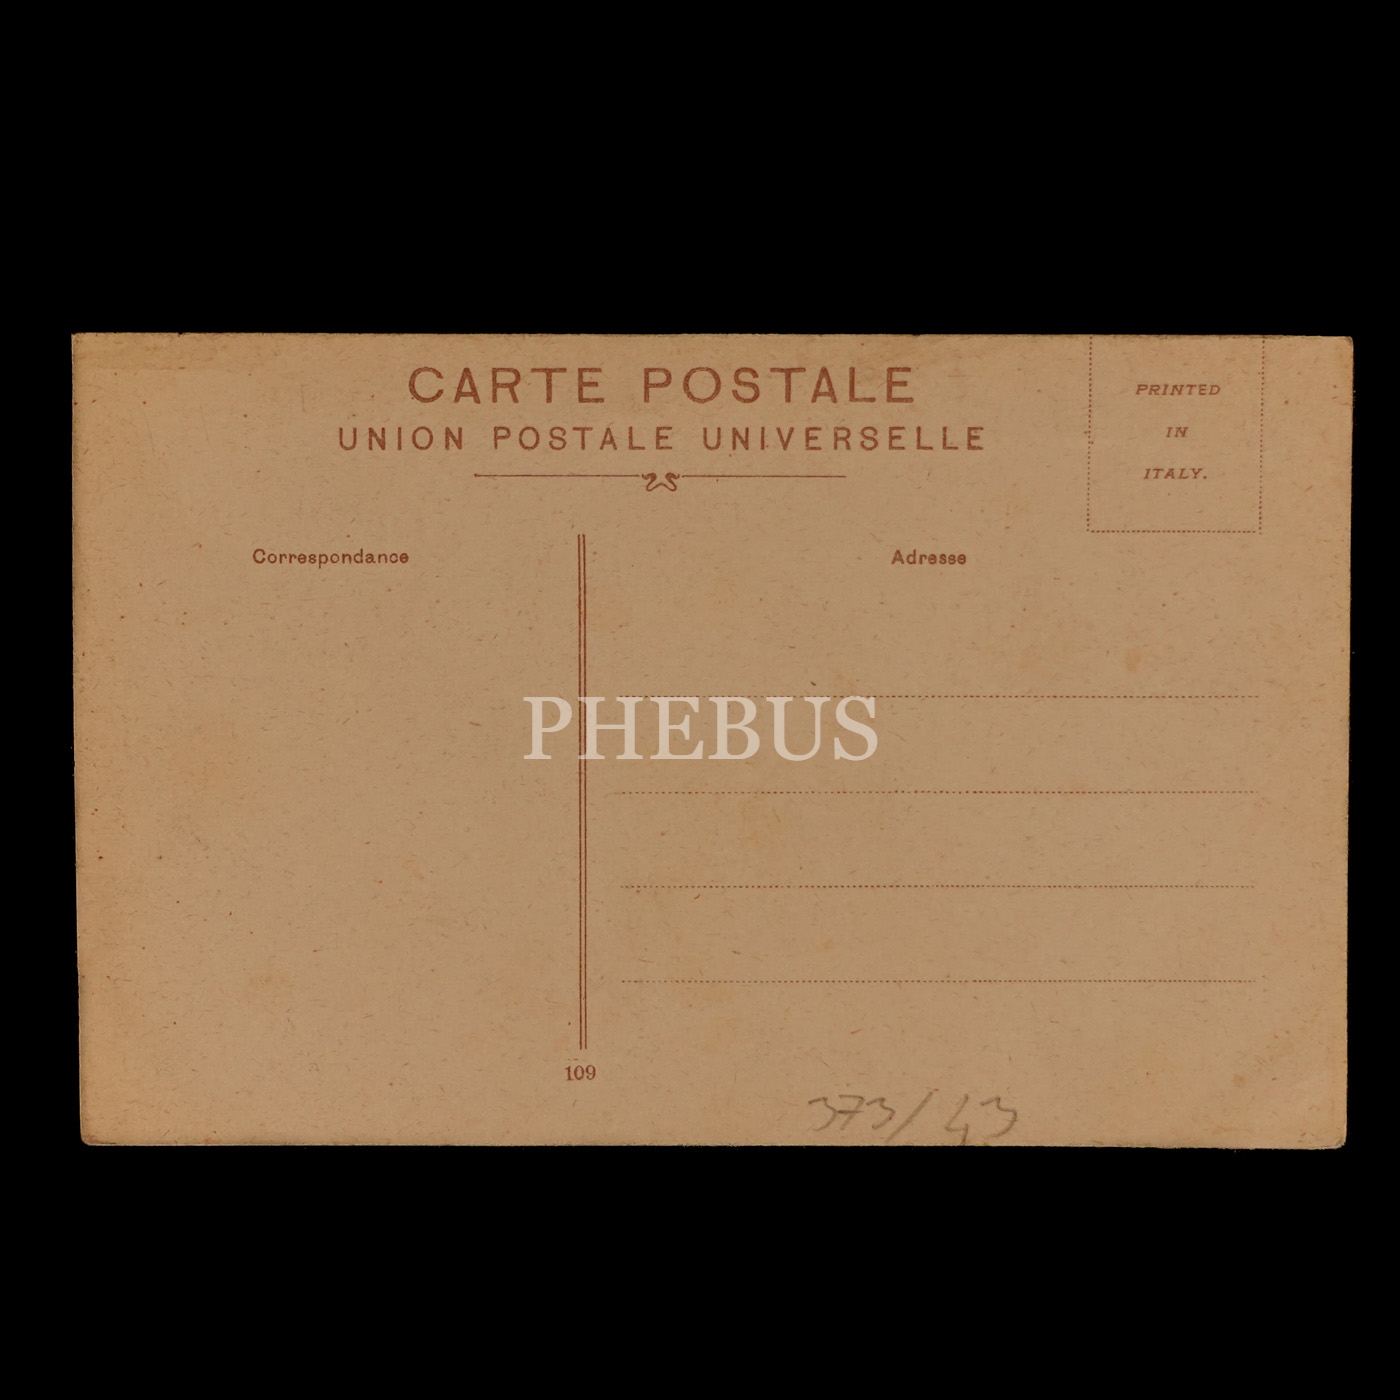 CARTE POSTALE
UNION POSTALE UNIVERSELLE
PRINTED
IN
ITALY.
Correspondance
Adresse
PHEBUS
109
373/43